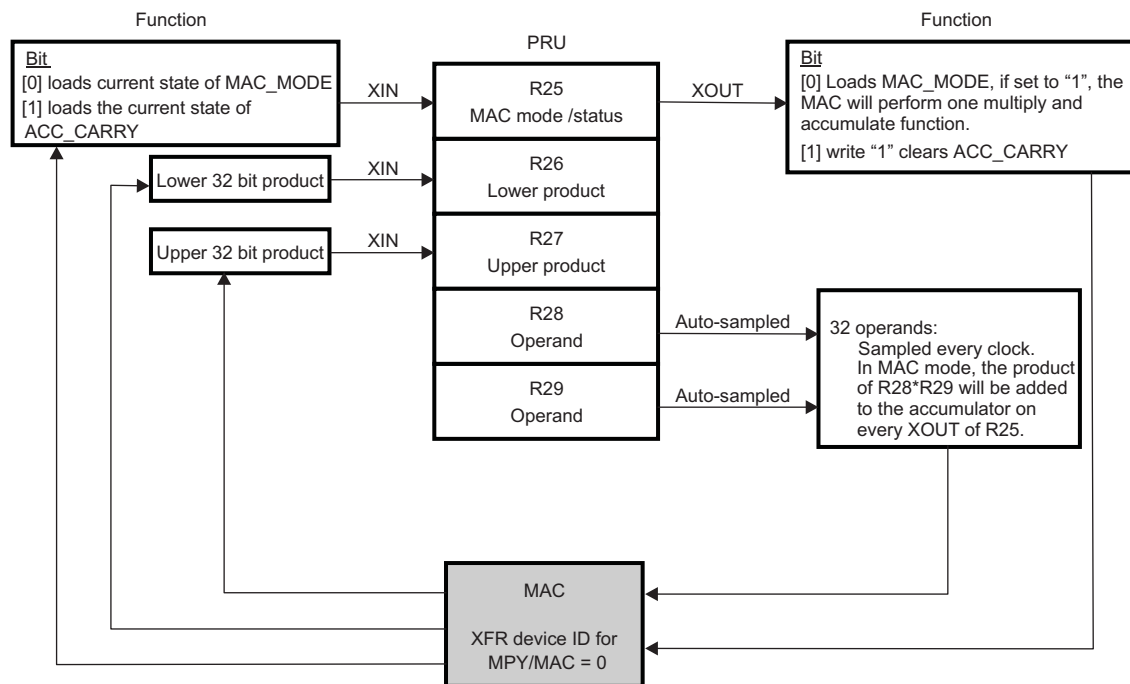 Function
Bit
[0] loads current state of MAC_MODE
[1] loads the current state of
ACC_CARRY
XIN
Lower 32 bit product
XIN
Upper 32 bit product
XIN
PRU
R25
MAC mode /status
R26
Lower product
R27
Upper product
R28
Operand
R29
Operand
XOUT
Function
Bit
[0] Loads MAC_MODE, if set to “1”, the
MAC will perform one multiply and
accumulate function.
[1] write “1” clears ACC_CARRY
Auto-sampled
Auto-sampled
32 operands:
Sampled every clock.
In MAC mode, the product
of R28*R29 will be added
to the accumulator on
every XOUT of R25.
MAC
XFR device ID for
MPY/MAC = 0